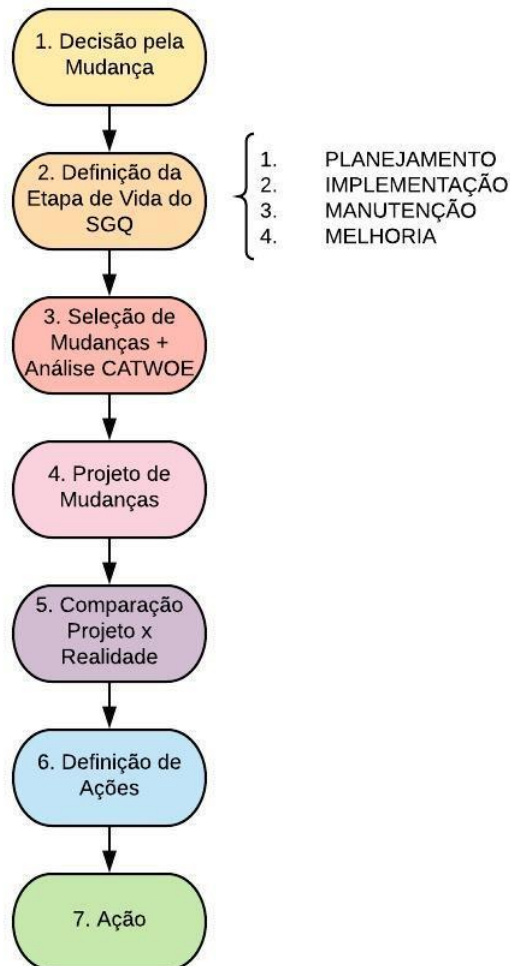 1. Decisão pela
Mudança
2. Definição da
Etapa de Vida do
SGQ
1. PLANEJAMENTO
2. IMPLEMENTAÇÃO
3. MANUTENÇÃO
4. MELHORIA
3. Seleção de
Mudanças +
Análise CATWOE
4. Projeto de
Mudanças
5. Comparação
Projeto x
Realidade
6. Definição de
Ações
7. Ação